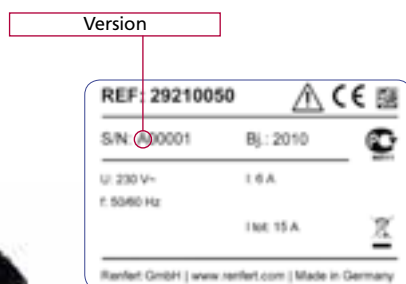 Version
REF: 29210050
CE
S/N: A00001 Bj.: 2010
U: 230 V~ I: 6 A
f: 50/60 Hz
I tot: 15 A
Renfert GmbH | www.renfert.com | Made in Germany